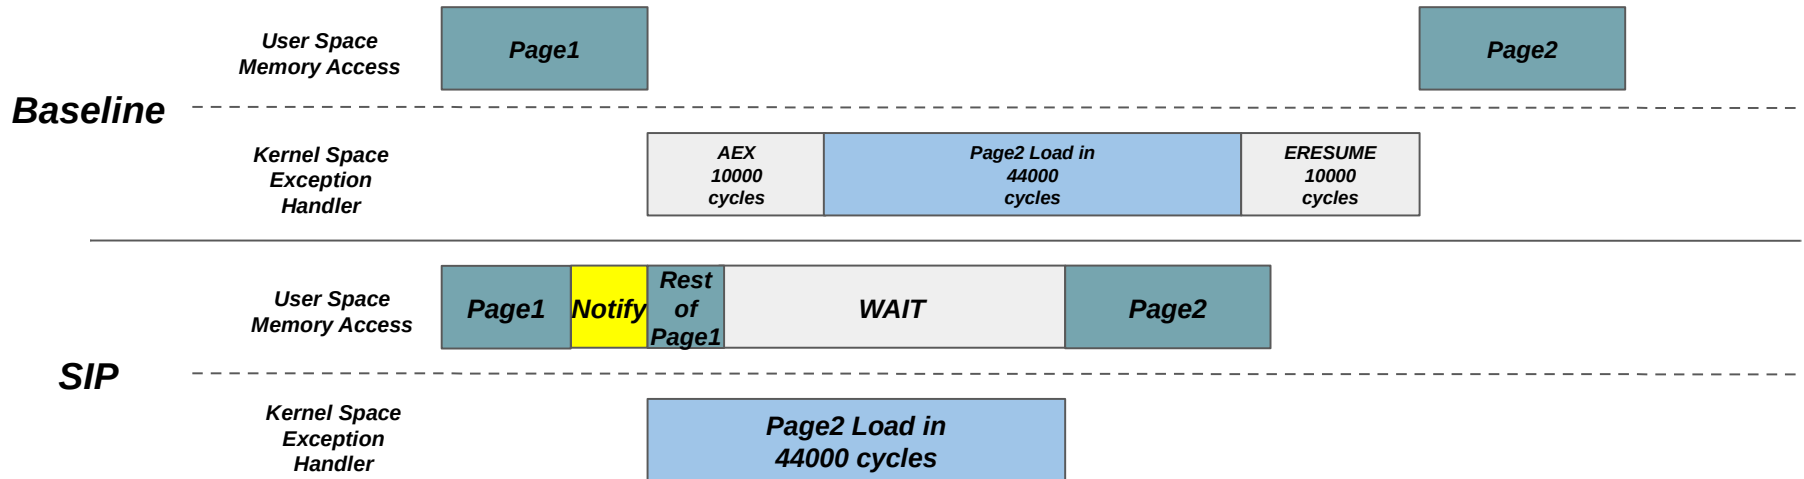 User Space
Memory Access
Page1
Page2
Baseline
Kernel Space
Exception
Handler
AEX
10000
cycles
Page2 Load in
44000
cycles
ERESUME
10000
cycles
User Space
Memory Access
Page1
Notify
Rest
of
Page1
WAIT
Page2
SIP
Kernel Space
Exception
Handler
Page2 Load in
44000 cycles